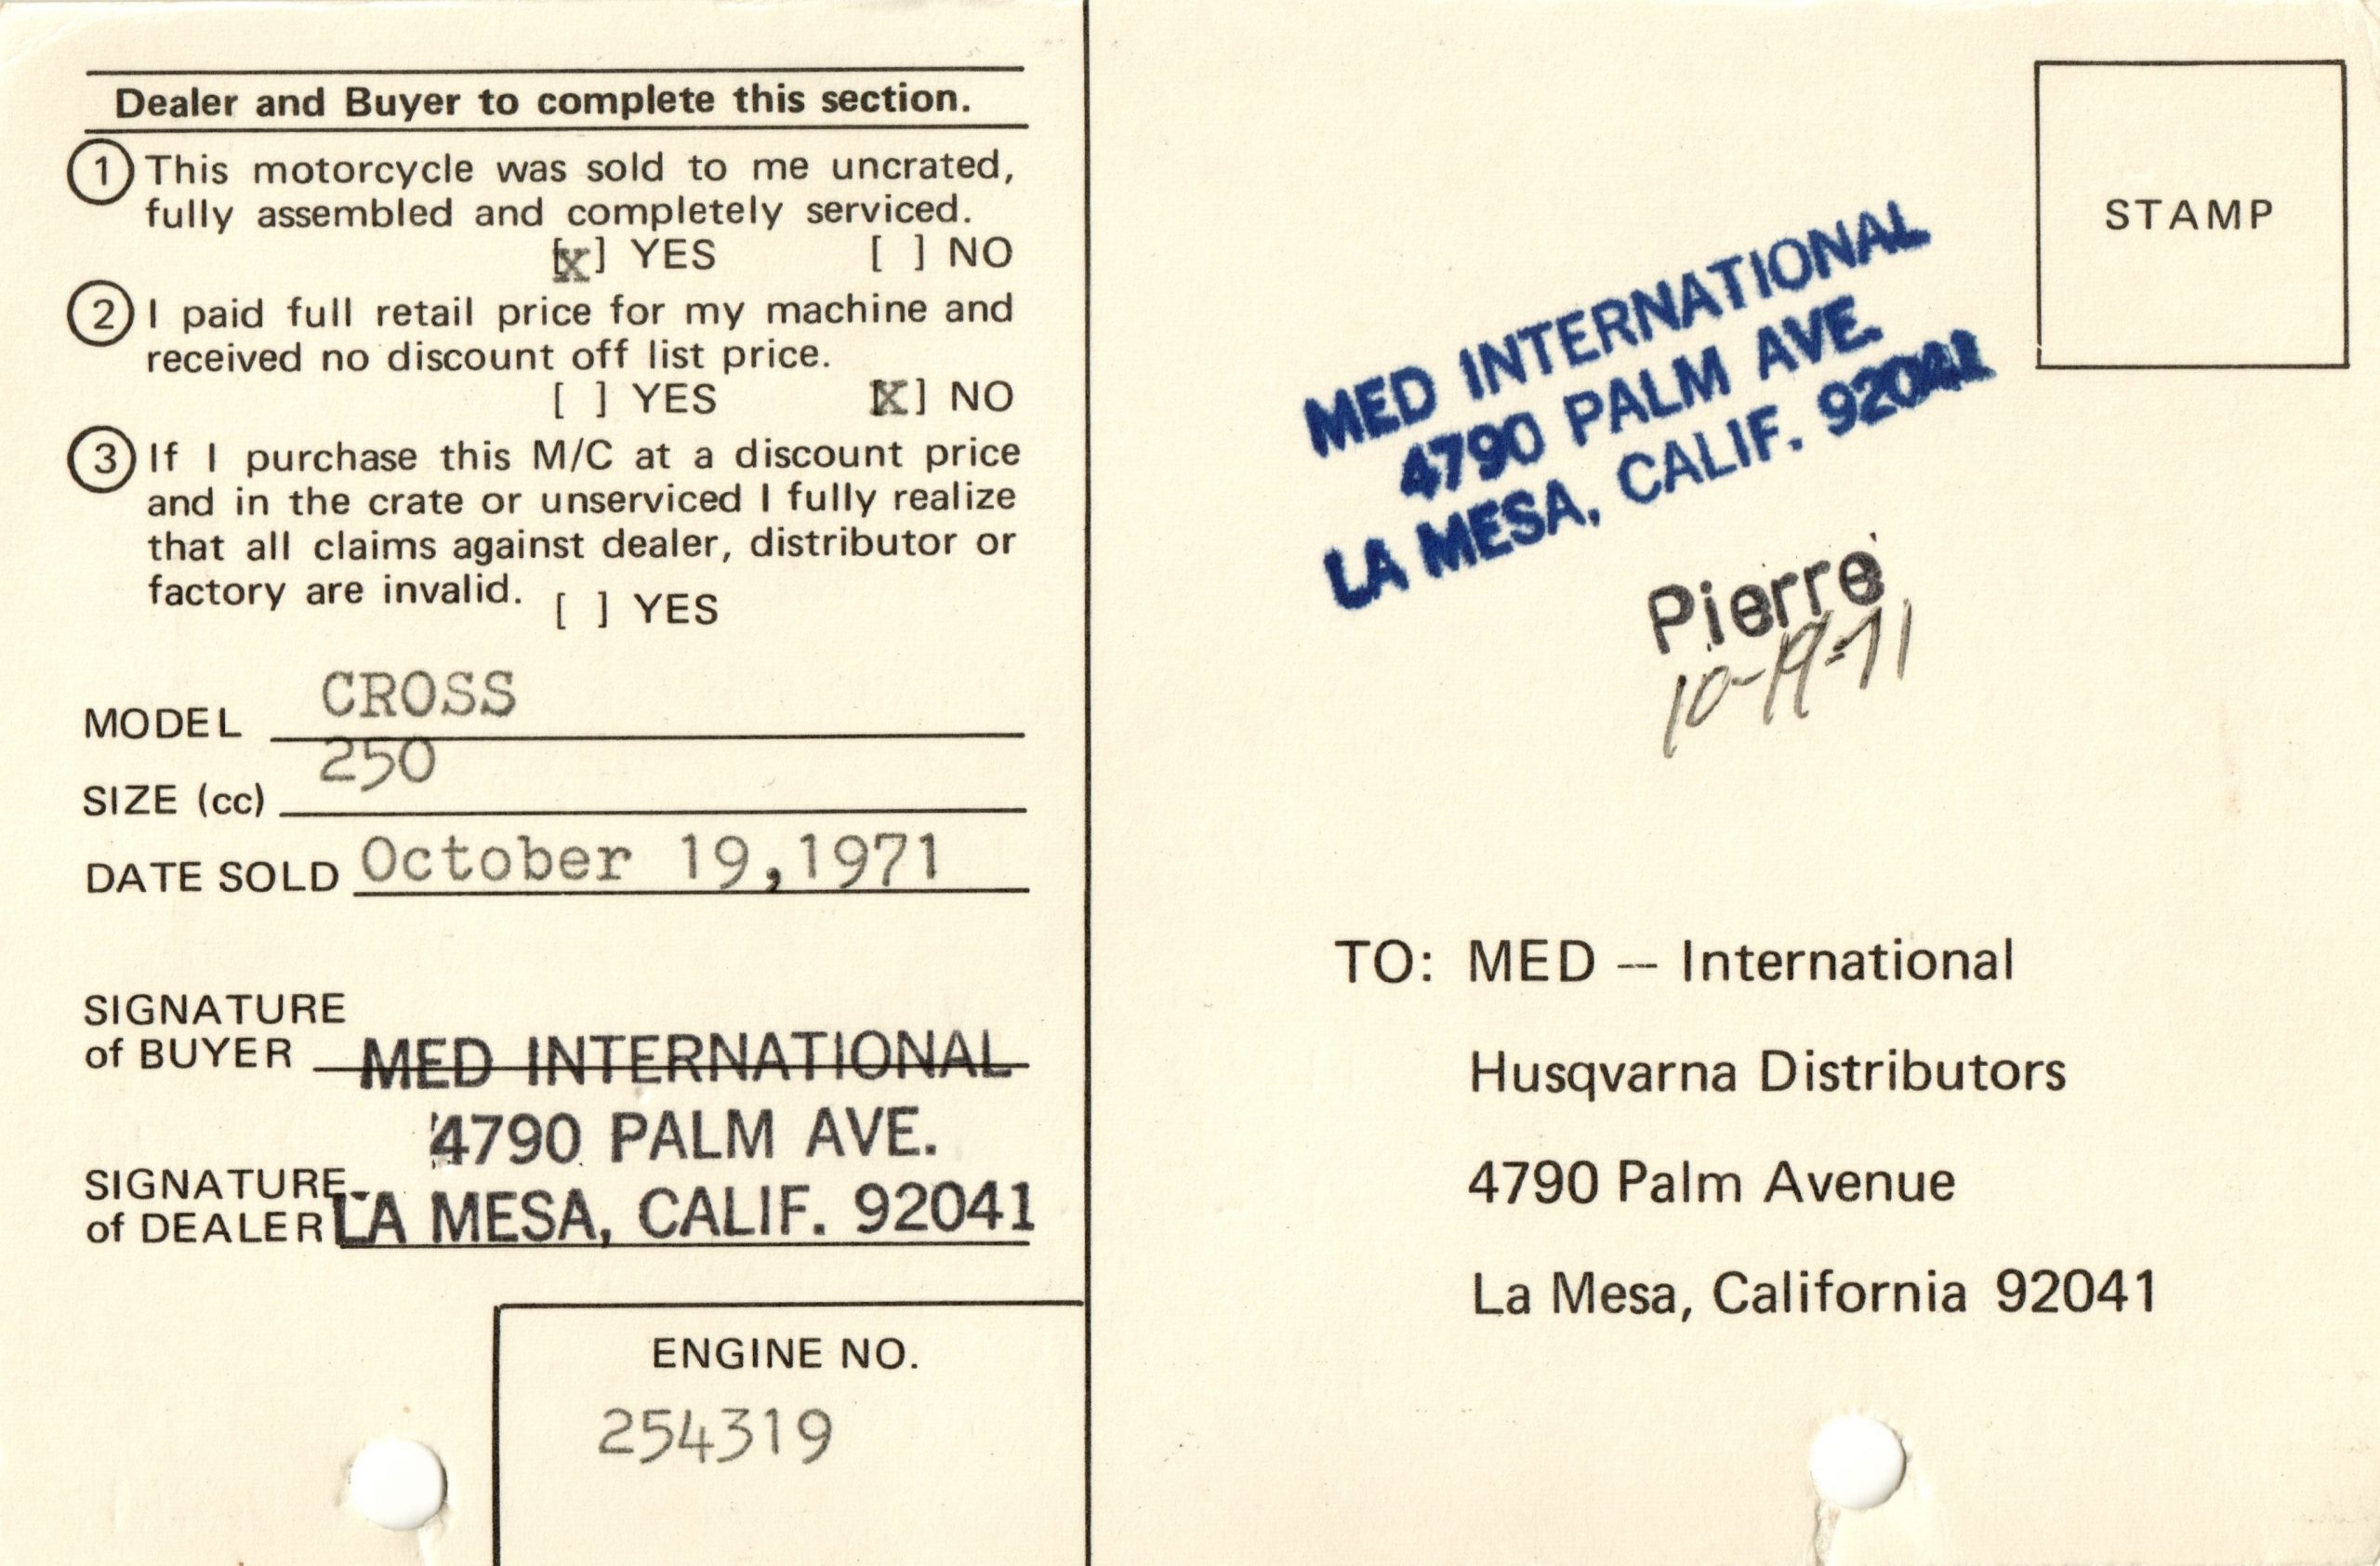 Dealer and Buyer to complete this section.
1 This motorcycle was sold to me uncrated,
fully assembled and completely serviced.
[x] YES [ ] NO
2 I paid full retail price for my machine and
received no discount off list price.
[ ] YES [X] NO
3 If I purchase this M/C at a discount price
and in the crate or unserviced I fully realize
that all claims against dealer, distributor or
factory are invalid. [ ] YES
MODEL CROSS
SIZE (cc) 250
DATE SOLD October 19,1971
SIGNATURE
of BUYER MED INTERNATIONAL
4790 PALM AVE.
SIGNATURE
of DEALER LA MESA, CALIF. 92041
ENGINE NO.
254319
STAMP
MED INTERNATIONAL
4790 PALM AVE.
LA MESA, CALIF. 92041
Pierre
10-19-71
TO: MED -- International
Husqvarna Distributors
4790 Palm Avenue
La Mesa, California 92041